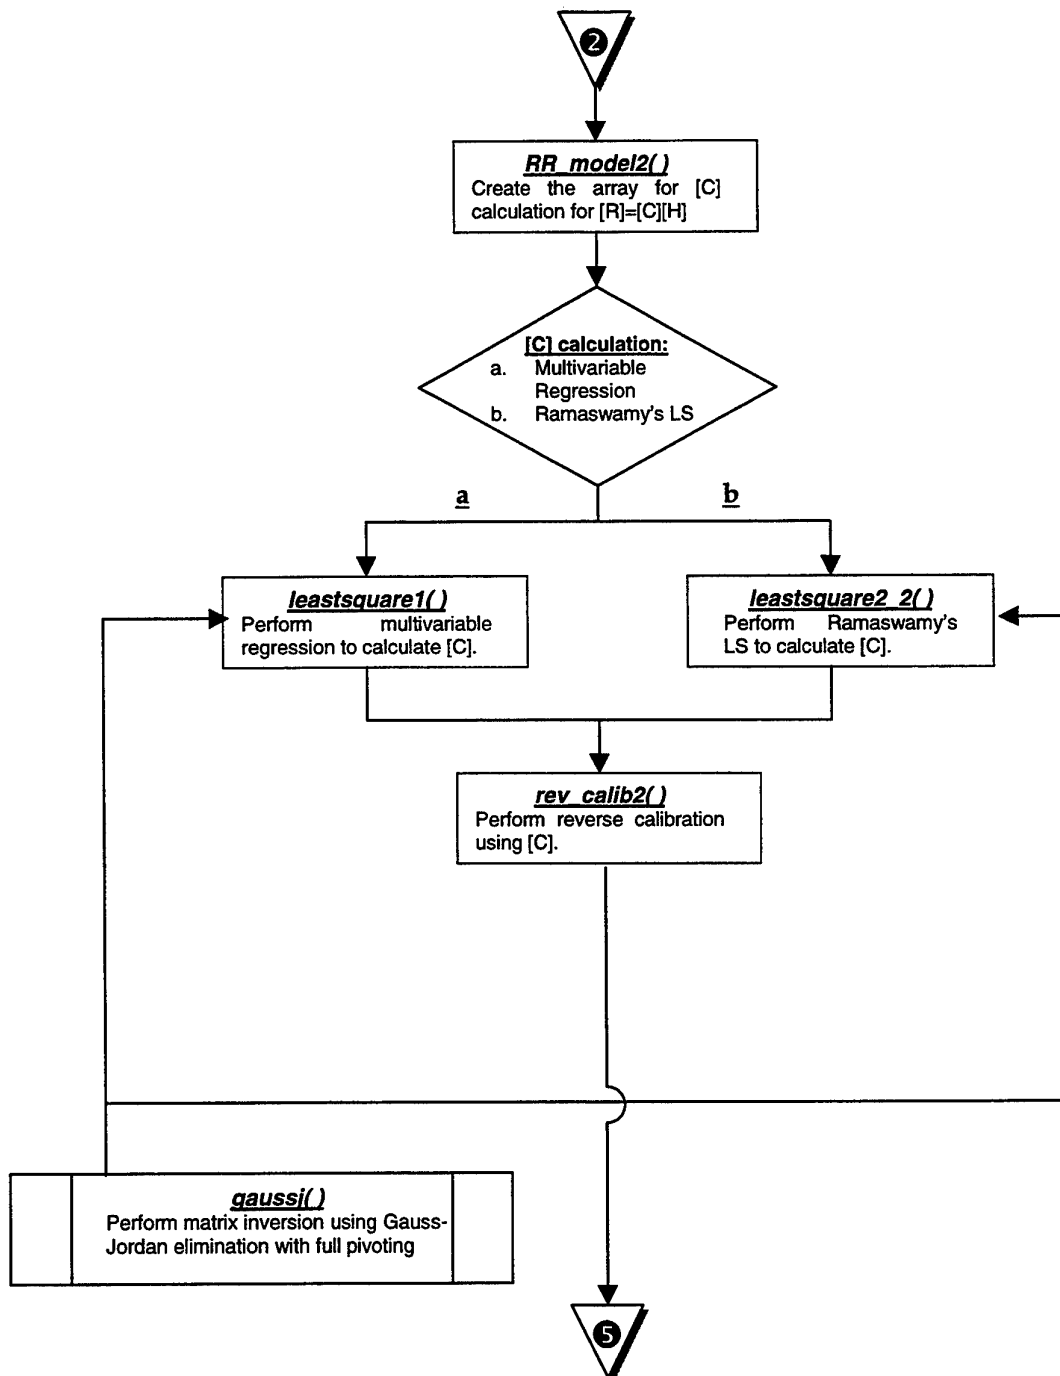 2
RR_model2( )
Create the array for [C]
calculation for [R]=[C][H]
[C] calculation:
a. Multivariable
Regression
b. Ramaswamy's LS
a
b
leastsquare1( )
Perform multivariable
regression to calculate [C].
leastsquare2_2( )
Perform Ramaswamy's
LS to calculate [C].
rev_calib2( )
Perform reverse calibration
using [C].
gaussj( )
Perform matrix inversion using Gauss-
Jordan elimination with full pivoting
5